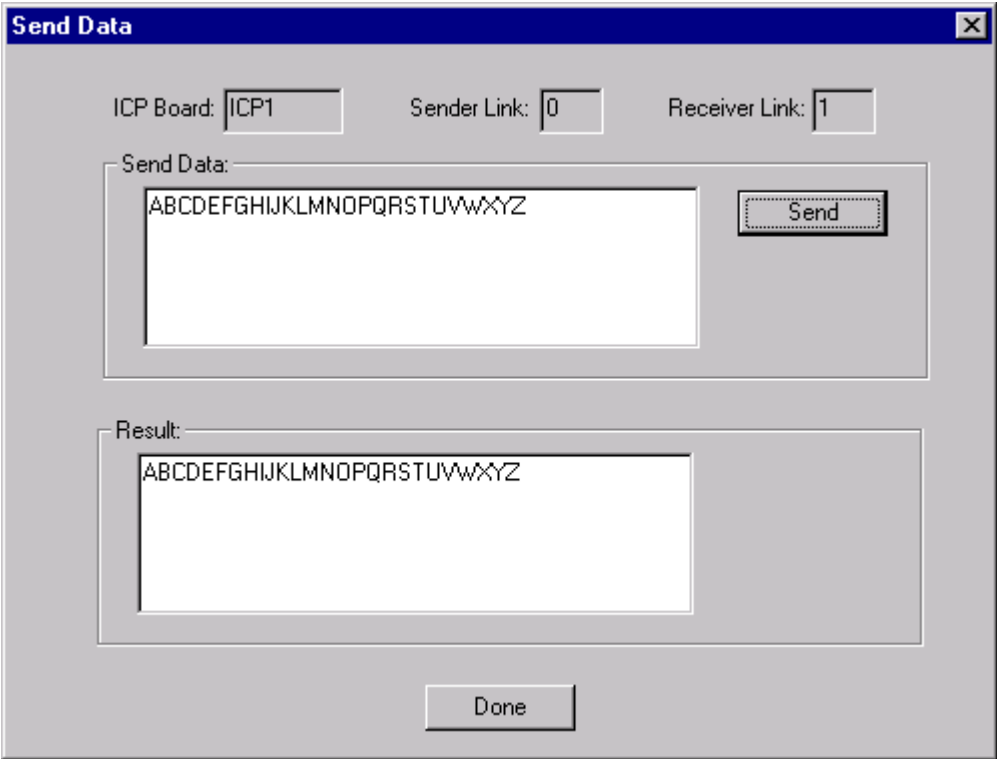 Send Data
ICP Board: ICP1 Sender Link: 0 Receiver Link: 1
Send Data:
ABCDEFGHIJKLMNOPQRSTUVWXYZ
Send
Result:
ABCDEFGHIJKLMNOPQRSTUVWXYZ
Done